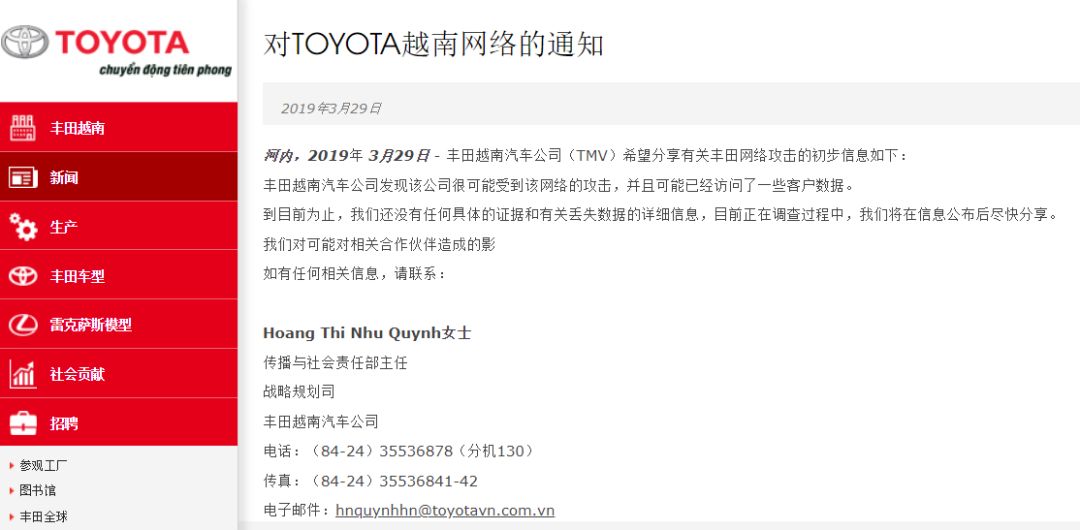 TOYOTA
chuyển động tiên phong
丰田越南
新闻
生产
丰田车型
雷克萨斯模型
社会贡献
招聘
参观工厂
图书馆
丰田全球
对TOYOTA越南网络的通知
2019年3月29日
河内，2019年 3月29日 - 丰田越南汽车公司（TMV）希望分享有关丰田网络攻击的初步信息如下：
丰田越南汽车公司发现该公司很可能受到该网络的攻击，并且可能已经访问了一些客户数据。
到目前为止，我们还没有任何具体的证据和有关丢失数据的详细信息，目前正在调查过程中，我们将在信息公布后尽快分享。
我们对可能对相关合作伙伴造成的影
如有任何相关信息，请联系：
Hoang Thi Nhu Quynh女士
传播与社会责任部主任
战略规划司
丰田越南汽车公司
电话：（84-24）35536878（分机130）
传真：（84-24）35536841-42
电子邮件：hnquynhhn@toyotavn.com.vn